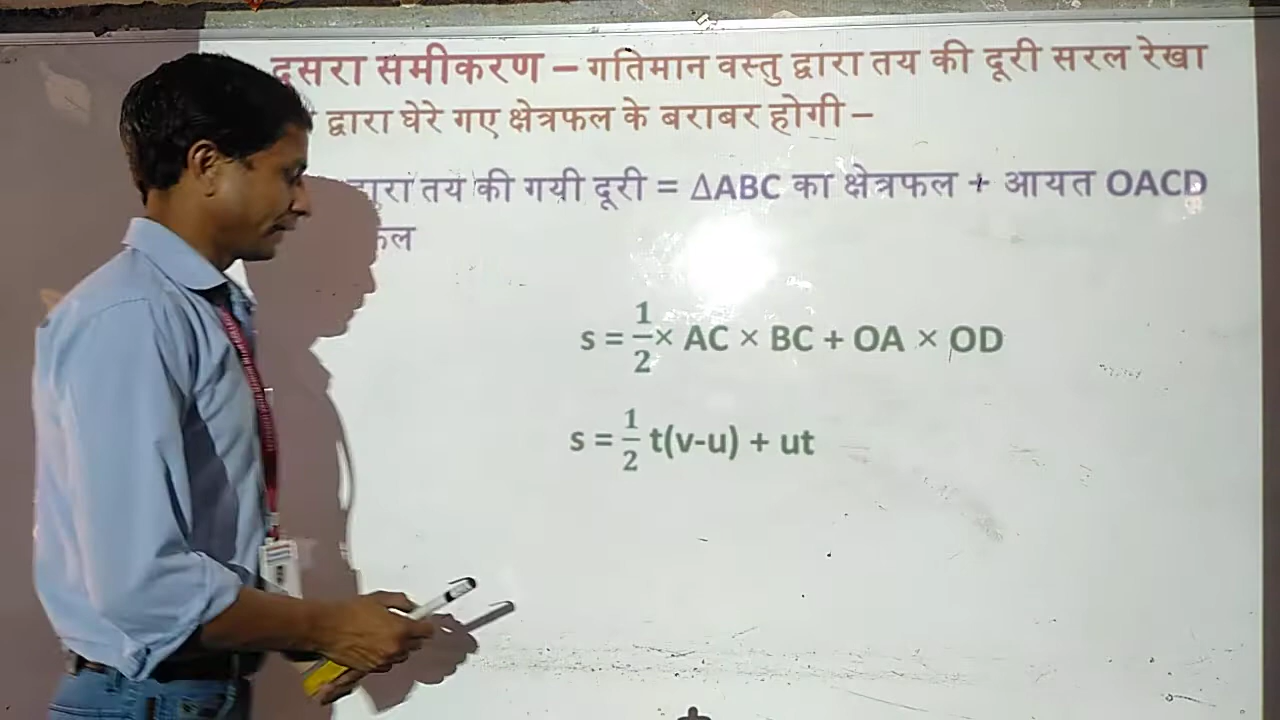 दूसरा समीकरण – गतिमान वस्तु द्वारा तय की दूरी सरल रेखा
द्वारा घेरे गए क्षेत्रफल के बराबर होगी –
द्वारा तय की गयी दूरी = ΔABC का क्षेत्रफल + आयत OACD
s = 1/2 × AC × BC + OA × OD
s = 1/2 t(v-u) + ut